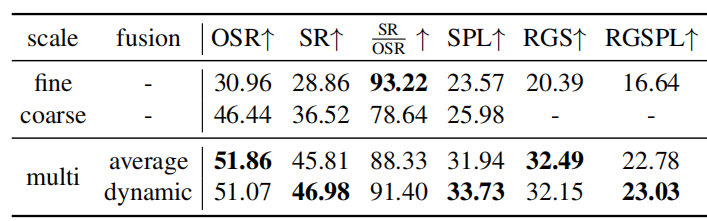 scale fusion OSR↑ SR↑ SR/OSR ↑ SPL↑ RGS↑ RGSPL↑
fine - 30.96 28.86 93.22 23.57 20.39 16.64
coarse - 46.44 36.52 78.64 25.98 - -
multi average 51.86 45.81 88.33 31.94 32.49 22.78
dynamic 51.07 46.98 91.40 33.73 32.15 23.03